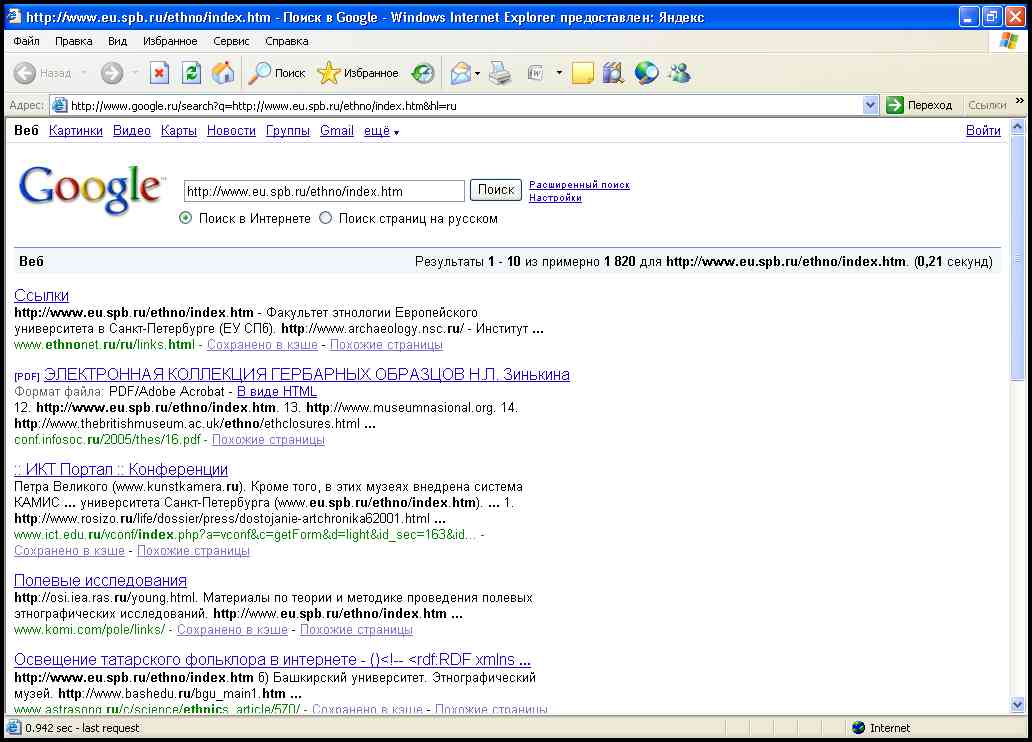 http://www.eu.spb.ru/ethno/index.htm - Поиск в Google - Windows Internet Explorer предоставлен: Яндекс
Файл Правка Вид Избранное Сервис Справка
Назад Поиск Избранное
Адрес: http://www.google.ru/search?q=http://www.eu.spb.ru/ethno/index.htm&hl=ru Переход Ссылки »
Веб Картинки Видео Карты Новости Группы Gmail ещё Войти
Google™ http://www.eu.spb.ru/ethno/index.htm Поиск Расширенный поиск
Настройки
Поиск в Интернете Поиск страниц на русском
Веб Результаты 1 - 10 из примерно 1 820 для http://www.eu.spb.ru/ethno/index.htm. (0,21 секунд)
Ссылки
http://www.eu.spb.ru/ethno/index.htm - Факультет этнологии Европейского
университета в Санкт-Петербурге (ЕУ СПб). http://www.archaeology.nsc.ru/ - Институт ...
www.ethnonet.ru/ru/links.html - Сохранено в кэше - Похожие страницы
[PDF] ЭЛЕКТРОННАЯ КОЛЛЕКЦИЯ ГЕРБАРНЫХ ОБРАЗЦОВ Н.Л. Зинькина
Формат файла: PDF/Adobe Acrobat - В виде HTML
12. http://www.eu.spb.ru/ethno/index.htm. 13. http://www.museumnasional.org. 14.
http://www.thebritishmuseum.ac.uk/ethno/ethclosures.html ...
conf.infosoc.ru/2005/thes/16.pdf - Похожие страницы
:: ИКТ Портал :: Конференции
Петра Великого (www.kunstkamera.ru). Кроме того, в этих музеях внедрена система
КАМИС ... университета Санкт-Петербурга (www.eu.spb.ru/ethno/index.htm). ... 1.
http://www.rosizo.ru/life/dossier/press/dostojanie-artchronika62001.html ...
www.ict.edu.ru/vconf/index.php?a=vconf&c=getForm&d=light&id_sec=163&id... -
Сохранено в кэше - Похожие страницы
Полевые исследования
http://osi.iea.ras.ru/young.html. Материалы по теории и методике проведения полевых
этнографических исследований. http://www.eu.spb.ru/ethno/index.htm ...
www.komi.com/pole/links/ - Сохранено в кэше - Похожие страницы
Освещение татарского фольклора в интернете - ()<!-- <rdf:RDF xmlns ...
http://www.eu.spb.ru/ethno/index.htm б) Башкирский университет. Этнографический
музей. http://www.bashedu.ru/bgu_main1.htm ...
www.astrasong.ru/c/science/ethnics_article/570/ - Сохранено в кэше - Похожие страницы
0.942 sec - last request Internet